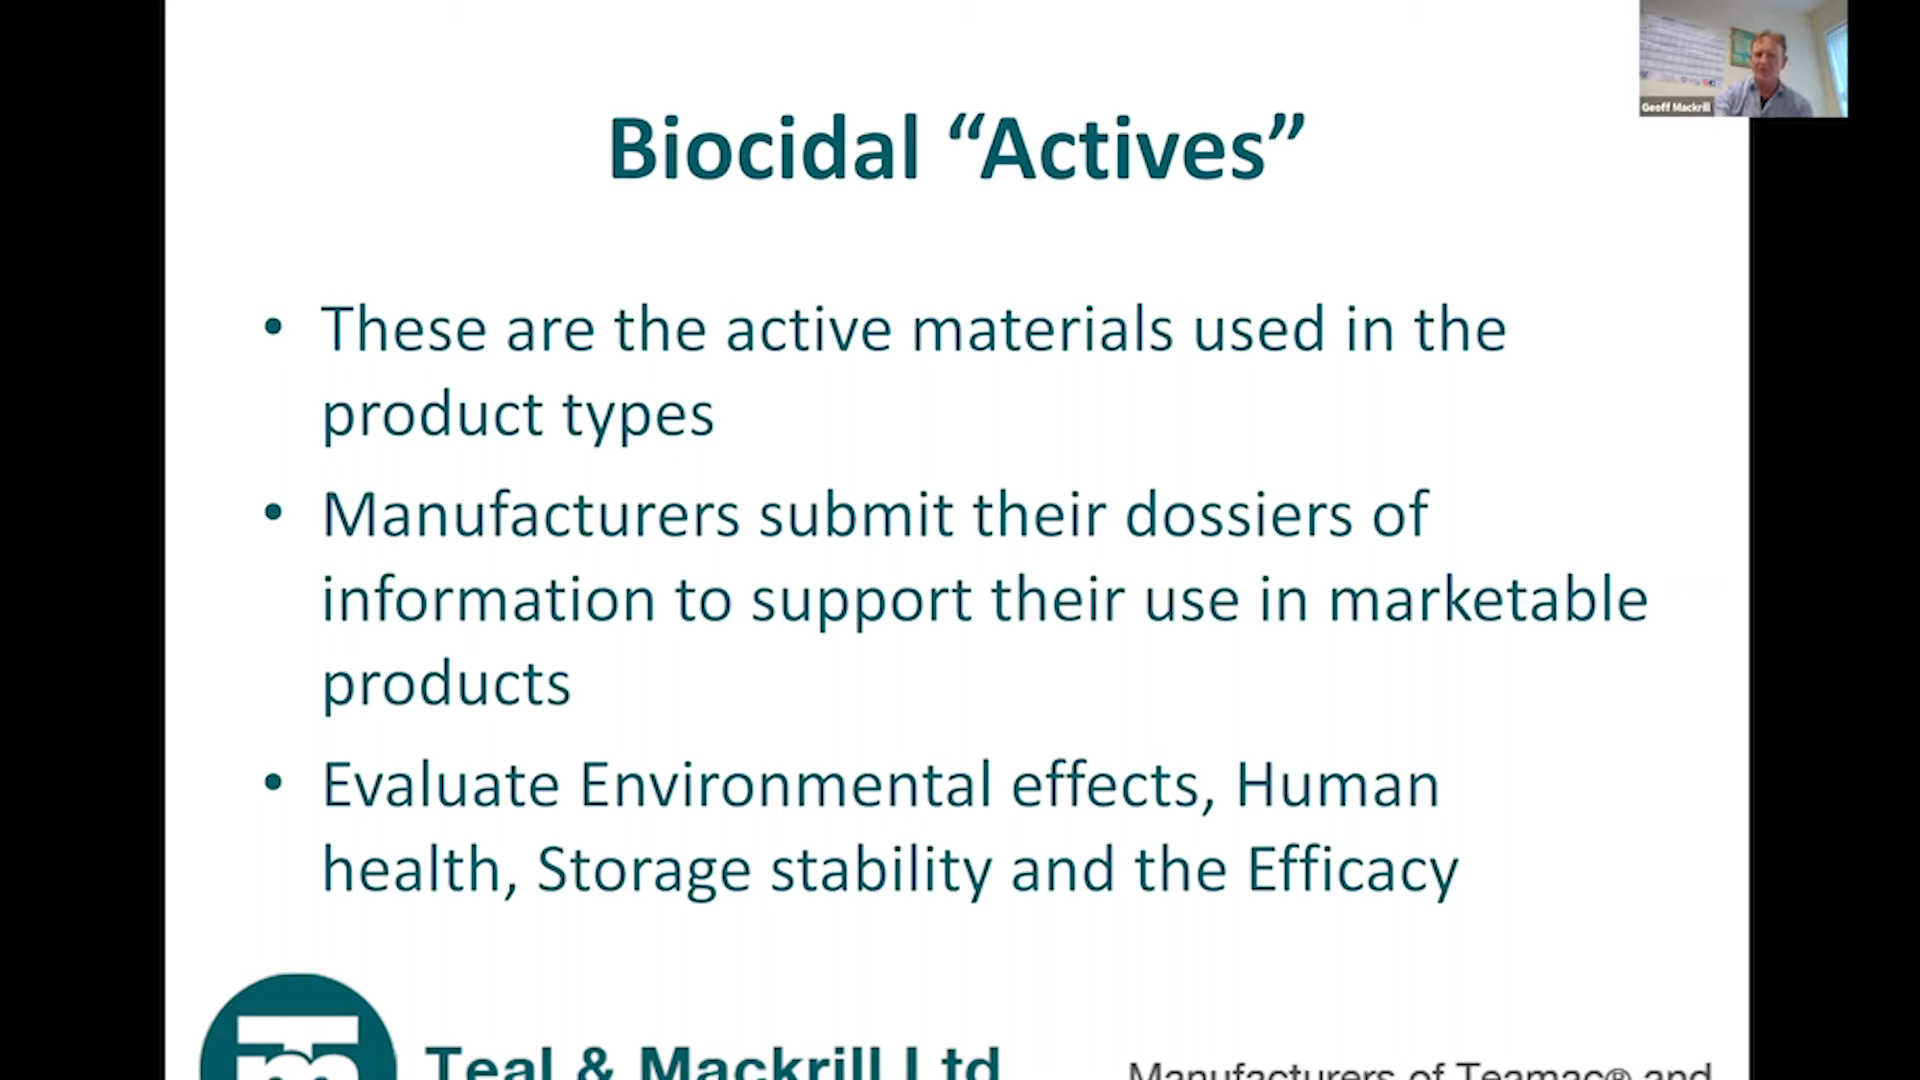 Geoff Mackrill
Biocidal “Actives”
• These are the active materials used in the
product types
• Manufacturers submit their dossiers of
information to support their use in marketable
products
• Evaluate Environmental effects, Human
health, Storage stability and the Efficacy
tm
Teal & Mackrill Ltd
Manufacturers of Teamac® and